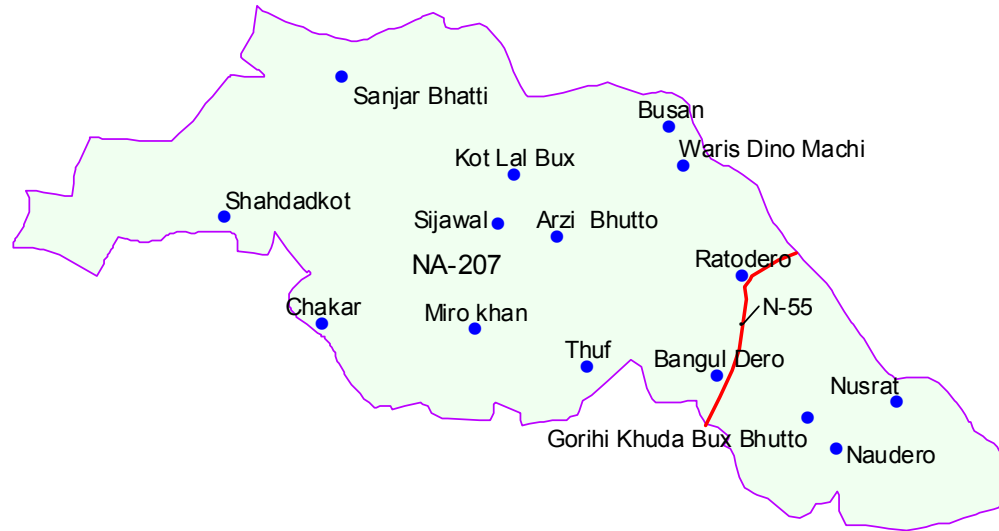 Sanjar Bhatti
Busan
Waris Dino Machi
Kot Lal Bux
Shahdadkot
Sijawal
Arzi Bhutto
NA-207
Ratodero
Chakar
Miro khan
N-55
Thuf
Bangul Dero
Nusrat
Gorihi Khuda Bux Bhutto
Naudero